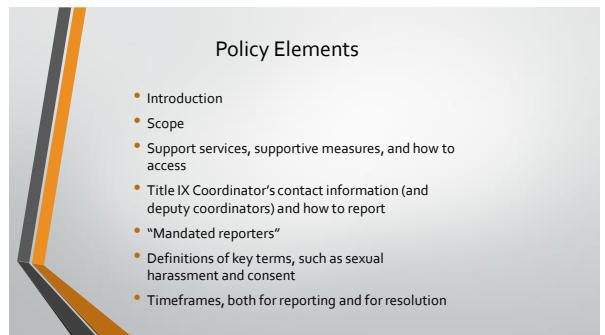 Policy Elements
• Introduction
• Scope
• Support services, supportive measures, and how to
access
• Title IX Coordinator's contact information (and
deputy coordinators) and how to report
• "Mandated reporters"
• Definitions of key terms, such as sexual
harassment and consent
• Timeframes, both for reporting and for resolution